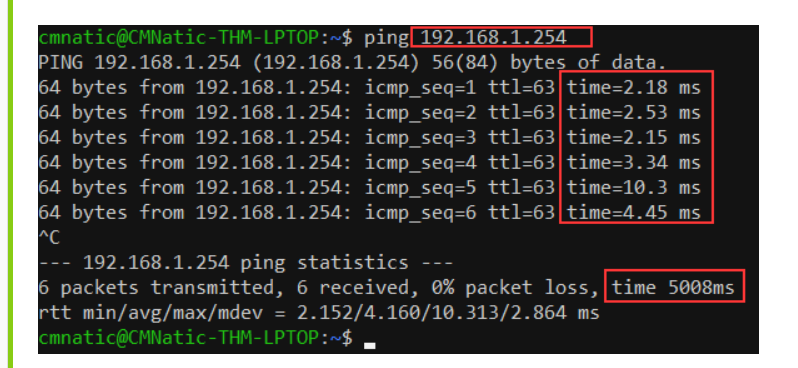 cmnatic@CMNatic-THM-LPTOP:~$ ping 192.168.1.254
PING 192.168.1.254 (192.168.1.254) 56(84) bytes of data.
64 bytes from 192.168.1.254: icmp_seq=1 ttl=63 time=2.18 ms
64 bytes from 192.168.1.254: icmp_seq=2 ttl=63 time=2.53 ms
64 bytes from 192.168.1.254: icmp_seq=3 ttl=63 time=2.15 ms
64 bytes from 192.168.1.254: icmp_seq=4 ttl=63 time=3.34 ms
64 bytes from 192.168.1.254: icmp_seq=5 ttl=63 time=10.3 ms
64 bytes from 192.168.1.254: icmp_seq=6 ttl=63 time=4.45 ms
^C
--- 192.168.1.254 ping statistics ---
6 packets transmitted, 6 received, 0% packet loss, time 5008ms
rtt min/avg/max/mdev = 2.152/4.160/10.313/2.864 ms
cmnatic@CMNatic-THM-LPTOP:~$